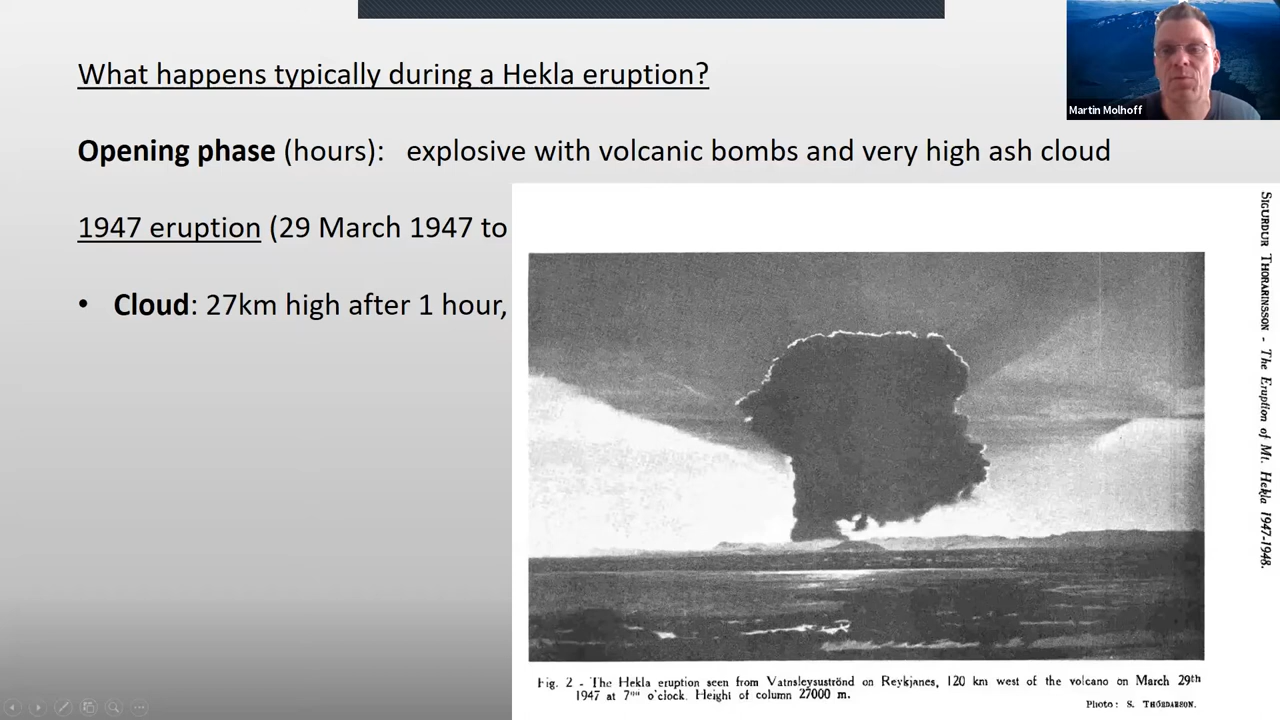 What happens typically during a Hekla eruption?
Martin Molhoff
Opening phase (hours): explosive with volcanic bombs and very high ash cloud
1947 eruption (29 March 1947 to
• Cloud: 27km high after 1 hour,
SIGURDUR THORARINSSON - The Eruption of Mt. Hekla 1947-1948.
Fig. 2 - The Hekla eruption seen from Vatnsleysuströnd on Reykjanes, 120 km west of the volcano on March 29th
1947 at 7⁰⁰ o'clock. Height of column 27000 m.
Photo: S. THÓRDARSON.